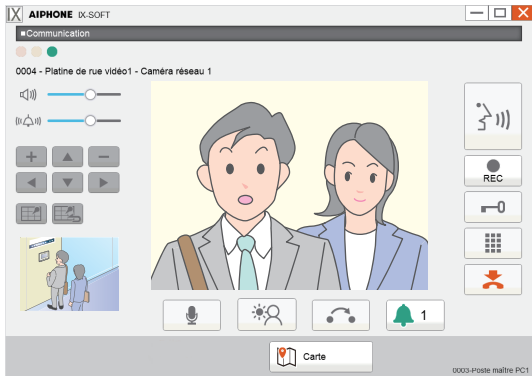 IX AIPHONE IX-SOFT
■Communication
0004 - Platine de rue vidéo1 - Caméra réseau 1
REC
1
Carte
0003-Poste maître PC1